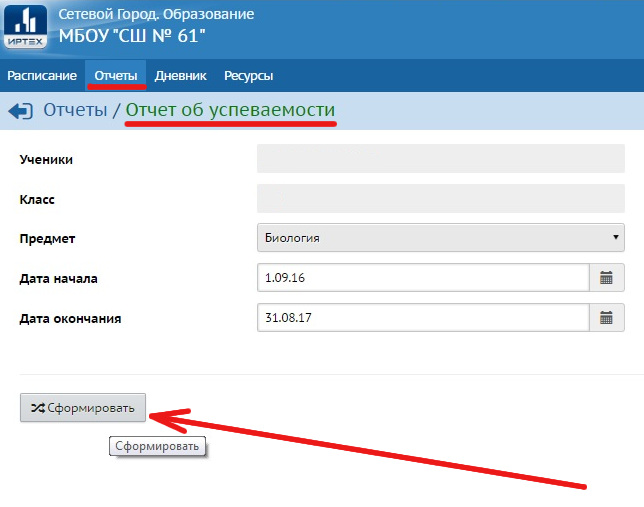 Сетевой Город. Образование
ИРТЕХ МБОУ "СШ № 61"
Расписание Отчеты Дневник Ресурсы
Отчеты / Отчет об успеваемости
Ученики
Класс
Предмет Биология
Дата начала 1.09.16
Дата окончания 31.08.17
Сформировать
Сформировать